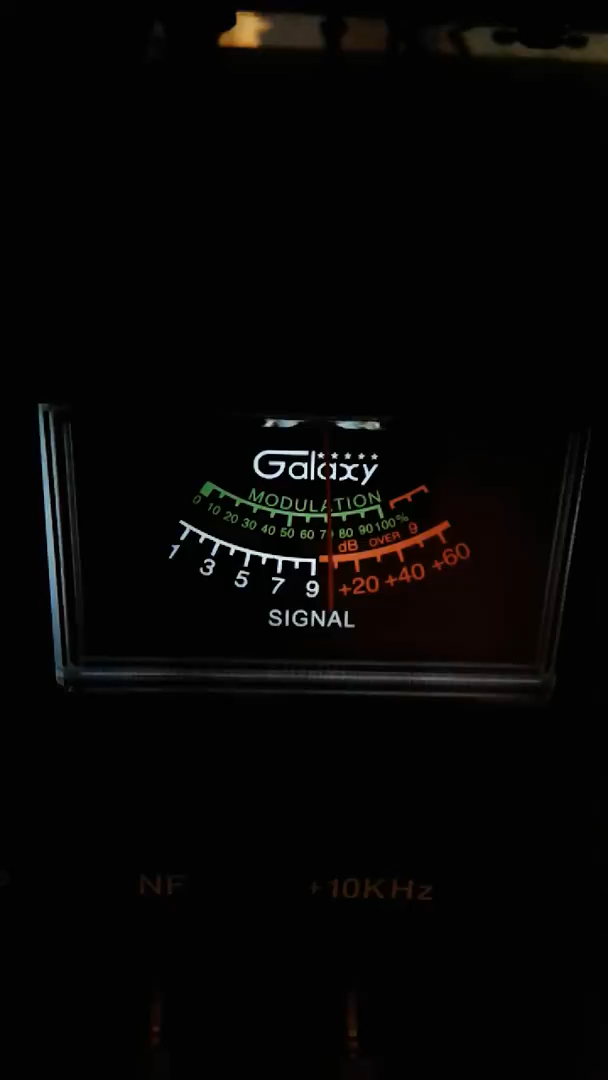 Galaxy
MODULATION
0 10 20 30 40 50 60 70 80 90 100%
dB OVER 9
1 3 5 7 9 +20 +40 +60
SIGNAL
NF +10KHz